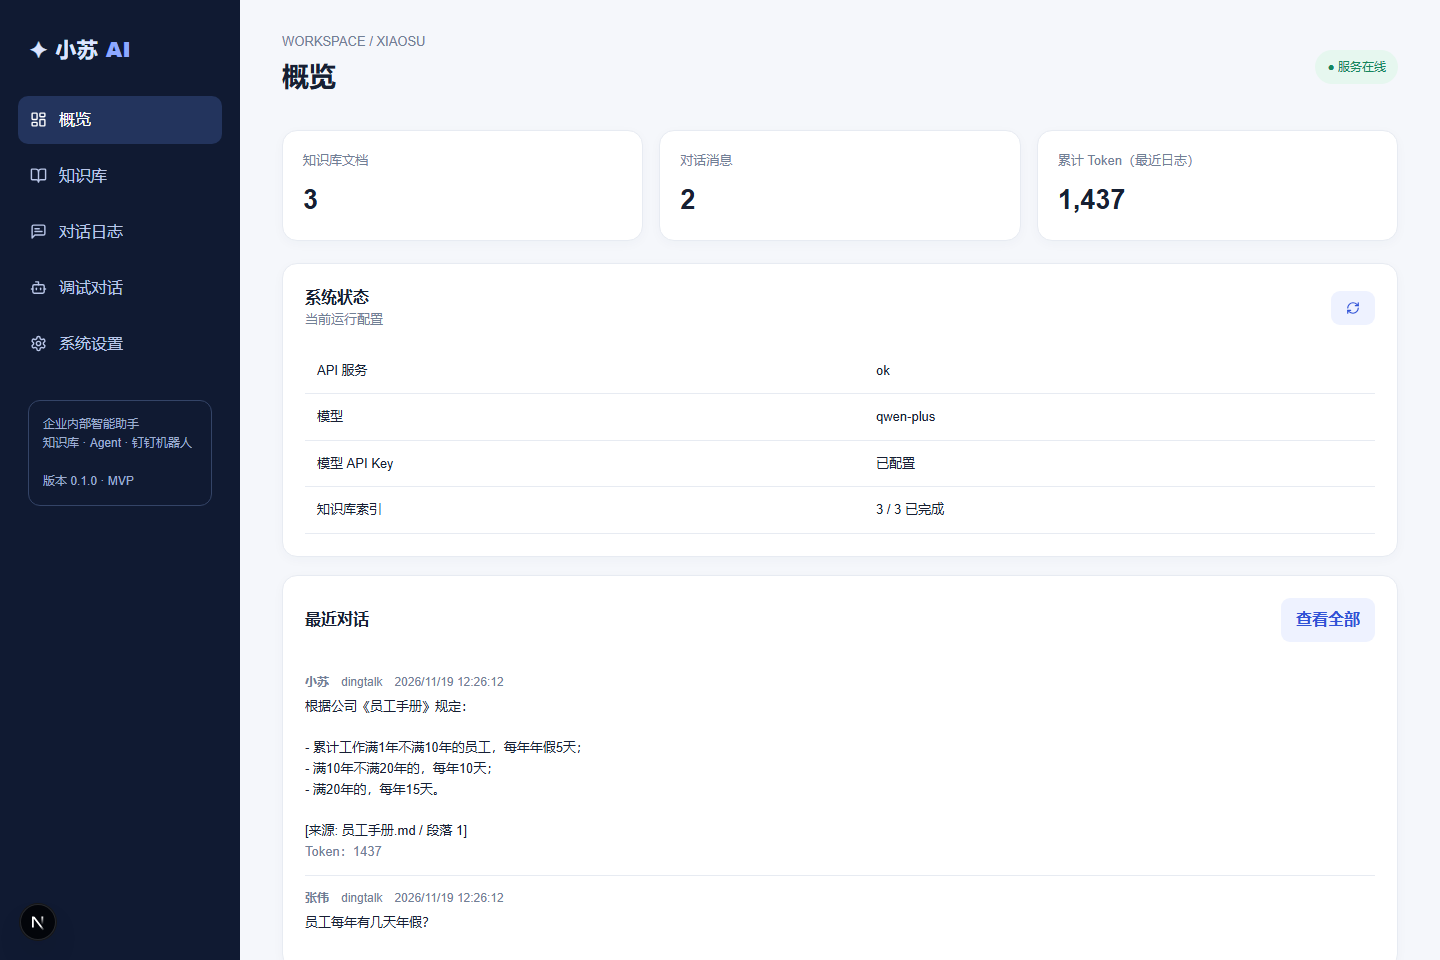 小苏 AI
概览
知识库
对话日志
调试对话
系统设置
企业内部智能助手
知识库 · Agent · 钉钉机器人
版本 0.1.0 · MVP
N
WORKSPACE / XIAOSU
概览
● 服务在线
知识库文档
3
对话消息
2
累计 Token（最近日志）
1,437
系统状态
当前运行配置
API 服务 ok
模型 qwen-plus
模型 API Key 已配置
知识库索引 3 / 3 已完成
最近对话
查看全部
小苏 dingtalk 2026/11/19 12:26:12
根据公司《员工手册》规定：
- 累计工作满1年不满10年的员工，每年年假5天；
- 满10年不满20年的，每年10天；
- 满20年的，每年15天。
[来源: 员工手册.md / 段落 1]
Token：1437
张伟 dingtalk 2026/11/19 12:26:12
员工每年有几天年假？